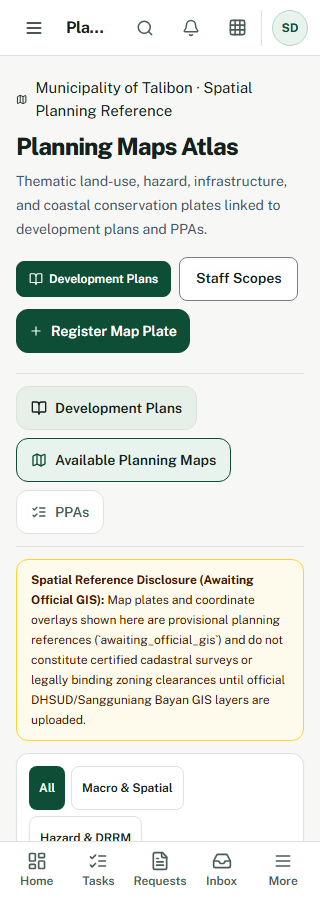 Pla...
SD
Municipality of Talibon · Spatial
Planning Reference
Planning Maps Atlas
Thematic land-use, hazard, infrastructure,
and coastal conservation plates linked to
development plans and PPAs.
Development Plans
Staff Scopes
Register Map Plate
Development Plans
Available Planning Maps
PPAs
Spatial Reference Disclosure (Awaiting
Official GIS): Map plates and coordinate
overlays shown here are provisional planning
references (`awaiting_official_gis`) and do not
constitute certified cadastral surveys or
legally binding zoning clearances until official
DHSUD/Sangguniang Bayan GIS layers are
uploaded.
All
Macro & Spatial
Hazard & DRRM
Home
Tasks
Requests
Inbox
More